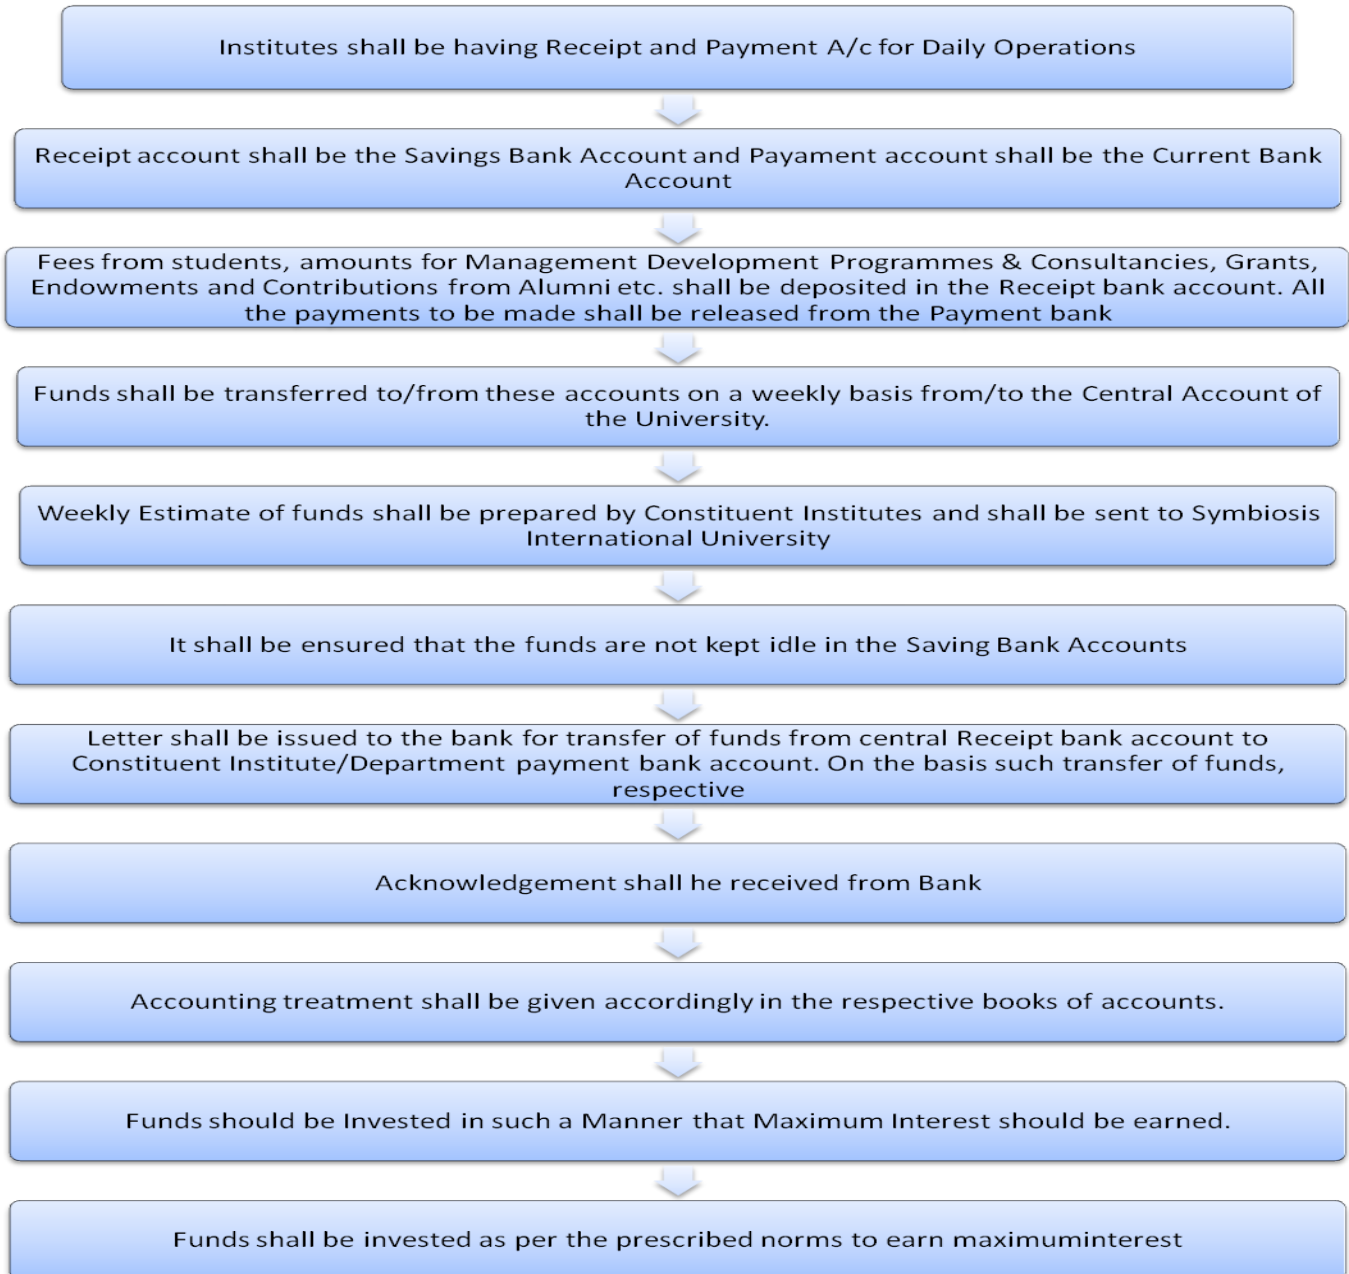 Institutes shall be having Receipt and Payment A/c for Daily Operations
Receipt account shall be the Savings Bank Account and Payament account shall be the Current Bank
Account
Fees from students, amounts for Management Development Programmes & Consultancies, Grants,
Endowments and Contributions from Alumni etc. shall be deposited in the Receipt bank account. All
the payments to be made shall be released from the Payment bank
Funds shall be transferred to/from these accounts on a weekly basis from/to the Central Account of
the University.
Weekly Estimate of funds shall be prepared by Constituent Institutes and shall be sent to Symbiosis
International University
It shall be ensured that the funds are not kept idle in the Saving Bank Accounts
Letter shall be issued to the bank for transfer of funds from central Receipt bank account to
Constituent Institute/Department payment bank account. On the basis such transfer of funds,
respective
Acknowledgement shall he received from Bank
Accounting treatment shall be given accordingly in the respective books of accounts.
Funds should be Invested in such a Manner that Maximum Interest should be earned.
Funds shall be invested as per the prescribed norms to earn maximuminterest